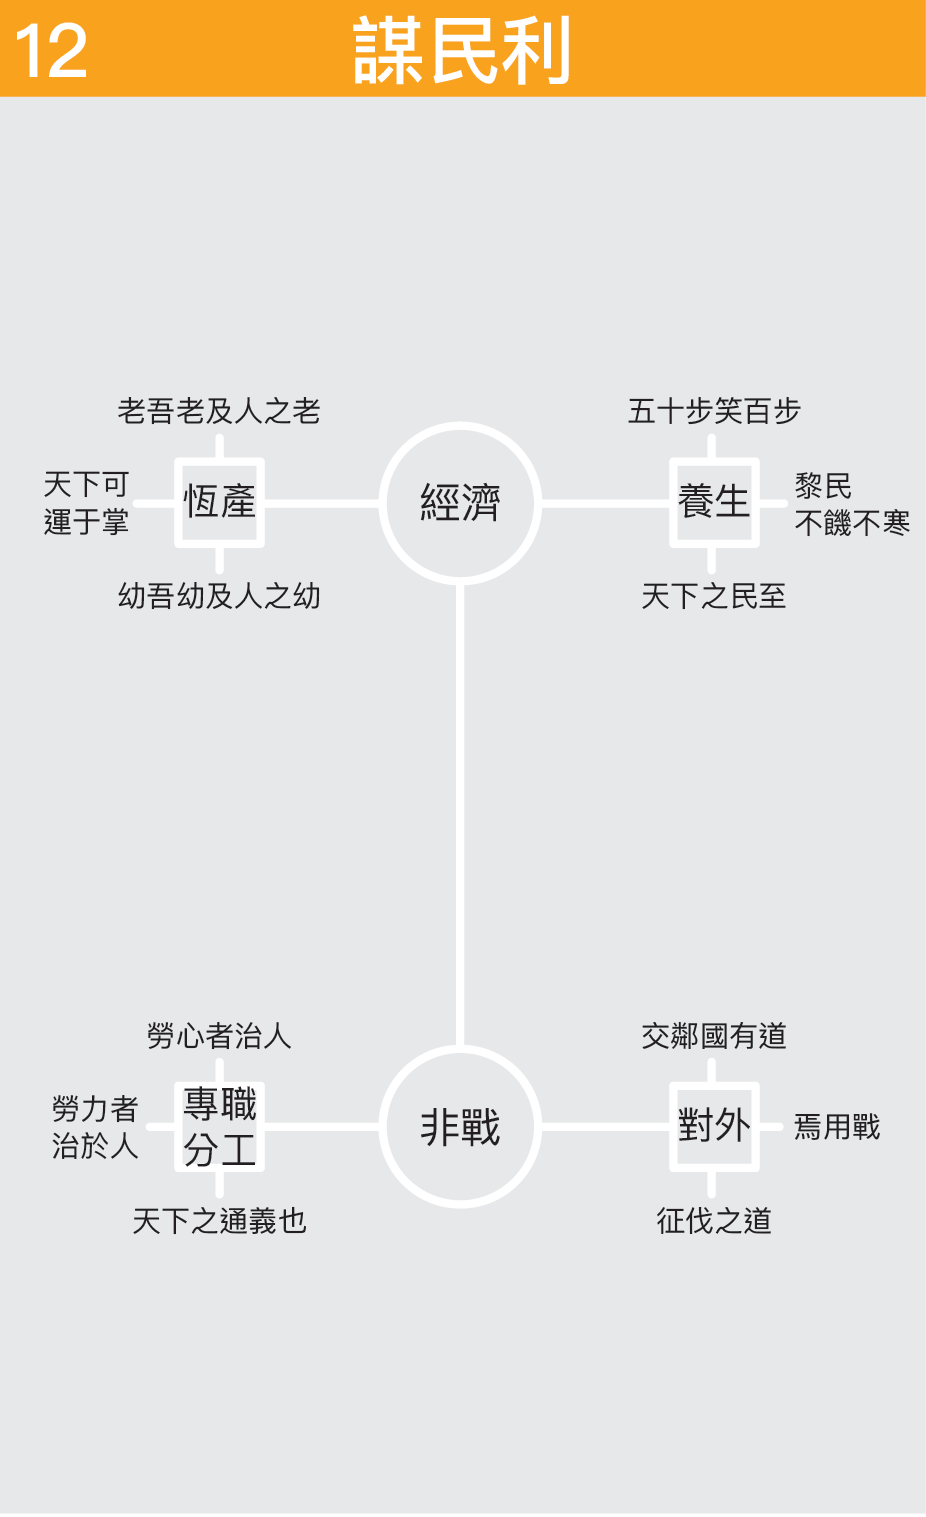 12
謀民利
老吾老及人之老
天下可
運于掌
恆產
幼吾幼及人之幼
經濟
五十步笑百步
養生
黎民
不饑不寒
天下之民至
勞心者治人
勞力者
治於人
專職
分工
天下之通義也
非戰
交鄰國有道
對外
焉用戰
征伐之道